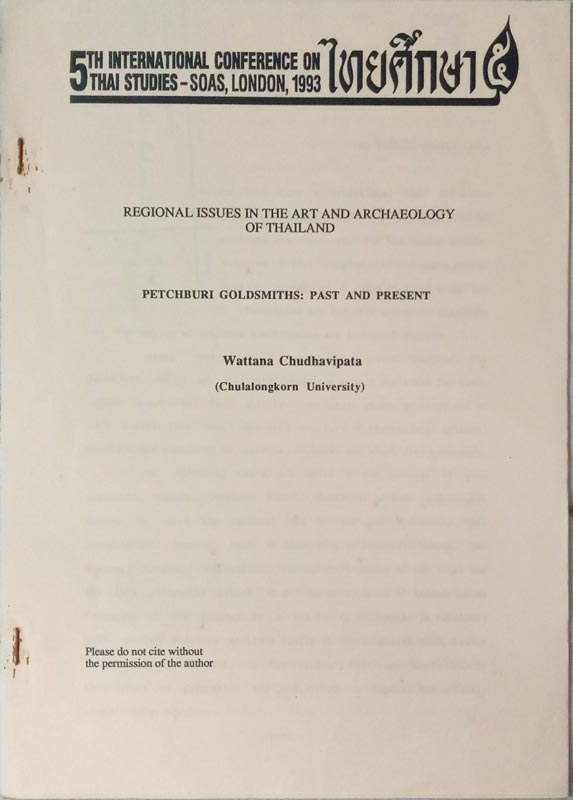 5TH INTERNATIONAL CONFERENCE ON
THAI STUDIES – SOAS, LONDON, 1993
ไทยศึกษา ๕
REGIONAL ISSUES IN THE ART AND ARCHAEOLOGY
OF THAILAND
PETCHBURI GOLDSMITHS: PAST AND PRESENT
Wattana Chudhavipata
(Chulalongkorn University)
Please do not cite without
the permission of the author